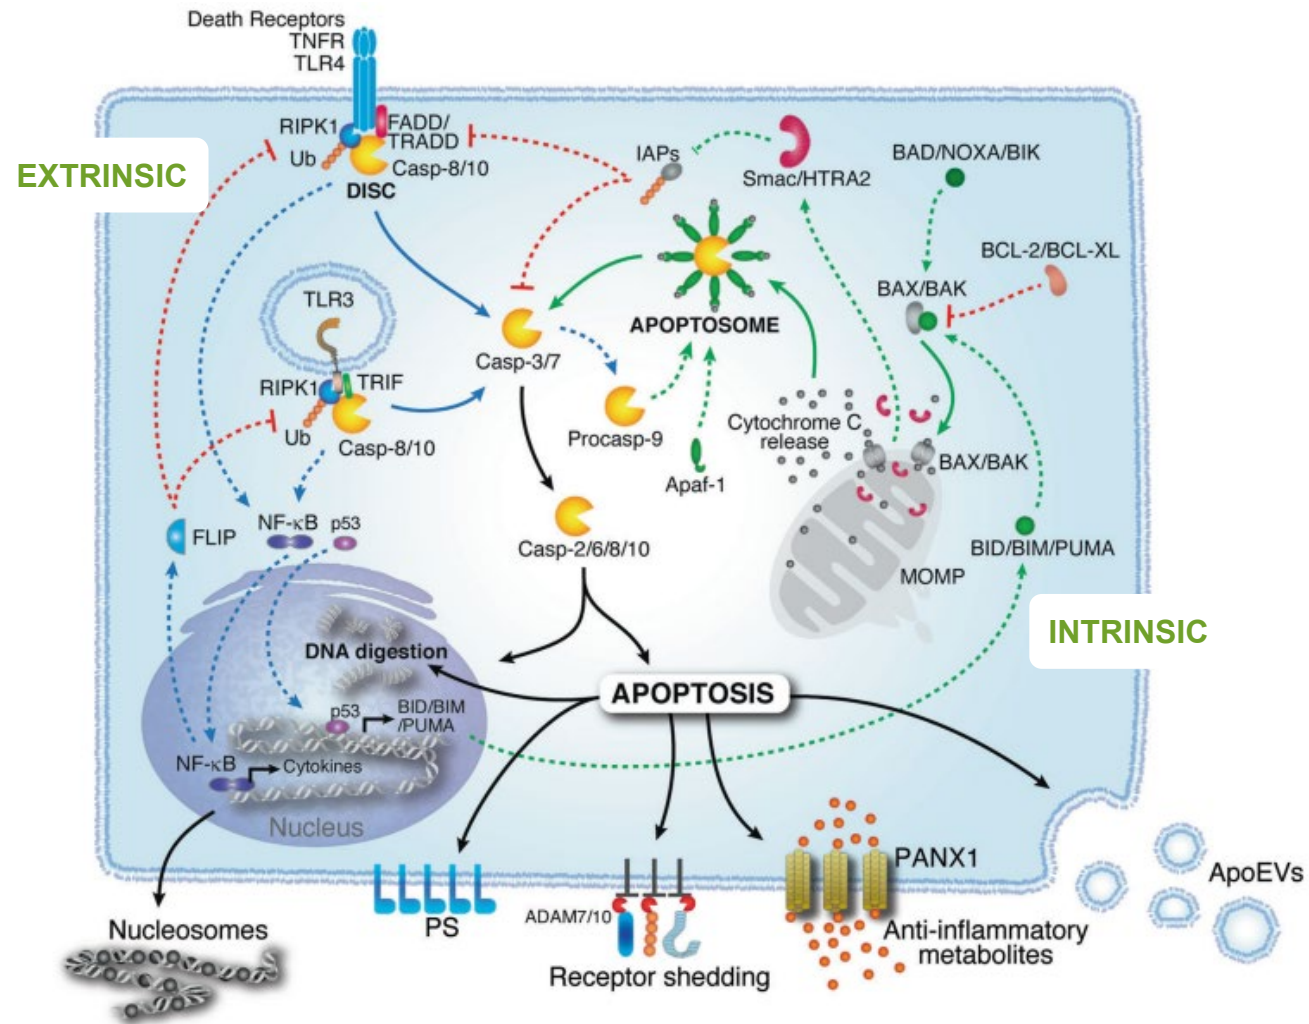 Death Receptors
TNFR
TLR4
EXTRINSIC
RIPK1
Ub
FADD/
TRADD
Casp-8/10
DISC
IAPs
Smac/HTRA2
BAD/NOXA/BIK
BCL-2/BCL-XL
BAX/BAK
TLR3
RIPK1
TRIF
Ub
Casp-8/10
APOPTOSOME
Casp-3/7
Procasp-9
Apaf-1
Cytochrome C
release
BAX/BAK
MOMP
BID/BIM/PUMA
INTRINSIC
FLIP
NF-κB
p53
Casp-2/6/8/10
DNA digestion
APOPTOSIS
p53
BID/BIM
/PUMA
NF-κB
Cytokines
Nucleus
Nucleosomes
PS
ADAM7/10
Receptor shedding
PANX1
Anti-inflammatory
metabolites
ApoEVs